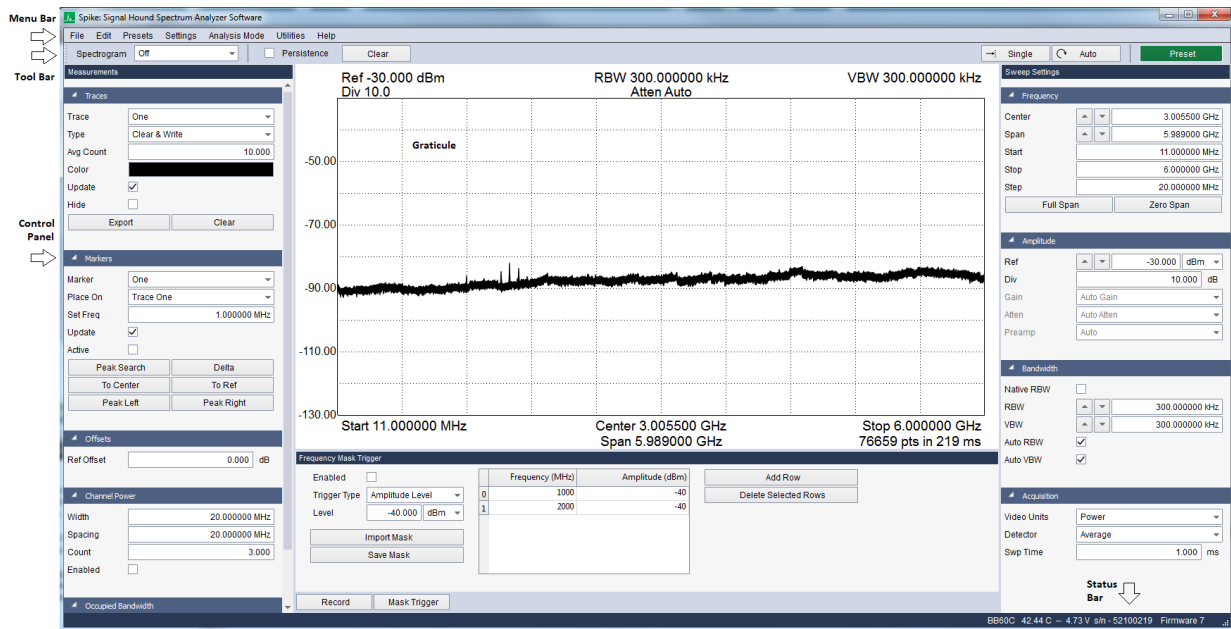 Menu Bar
Spike: Signal Hound Spectrum Analyzer Software
File Edit Presets Settings Analysis Mode Utilities Help
Spectrogram Off Persistence Clear Single Auto Preset
Tool Bar
Measurements
Traces
Trace One
Type Clear & Write
Avg Count 10.000
Color
Update
Hide
Export Clear
Control
Panel
Markers
Marker One
Place On Trace One
Set Freq 1.000000 MHz
Update
Active
Peak Search Delta
To Center To Ref
Peak Left Peak Right
Offsets
Ref Offset 0.000 dB
Channel Power
Width 20.000000 MHz
Spacing 20.000000 MHz
Count 3.000
Enabled
Occupied Bandwidth
Ref -30.000 dBm RBW 300.000000 kHz VBW 300.000000 kHz
Div 10.0 Atten Auto
Graticule
-50.00
-70.00
-90.00
-110.00
-130.00
Start 11.000000 MHz Center 3.005500 GHz Stop 6.000000 GHz
Span 5.989000 GHz 76659 pts in 219 ms
Frequency Mask Trigger
Enabled
Trigger Type Amplitude Level
Level -40.000 dBm
Import Mask
Save Mask
Frequency (MHz) Amplitude (dBm)
0 1000 -40
1 2000 -40
Add Row
Delete Selected Rows
Record Mask Trigger
Sweep Settings
Frequency
Center 3.005500 GHz
Span 5.989000 GHz
Start 11.000000 MHz
Stop 6.000000 GHz
Step 20.000000 MHz
Full Span Zero Span
Amplitude
Ref -30.000 dBm
Div 10.000 dB
Gain Auto Gain
Atten Auto Atten
Preamp Auto
Bandwidth
Native RBW
RBW 300.000000 kHz
VBW 300.000000 kHz
Auto RBW
Auto VBW
Acquisition
Video Units Power
Detector Average
Swp Time 1.000 ms
Status
Bar
BB60C 42.44 C -- 4.73 V s/n - 52100219 Firmware 7